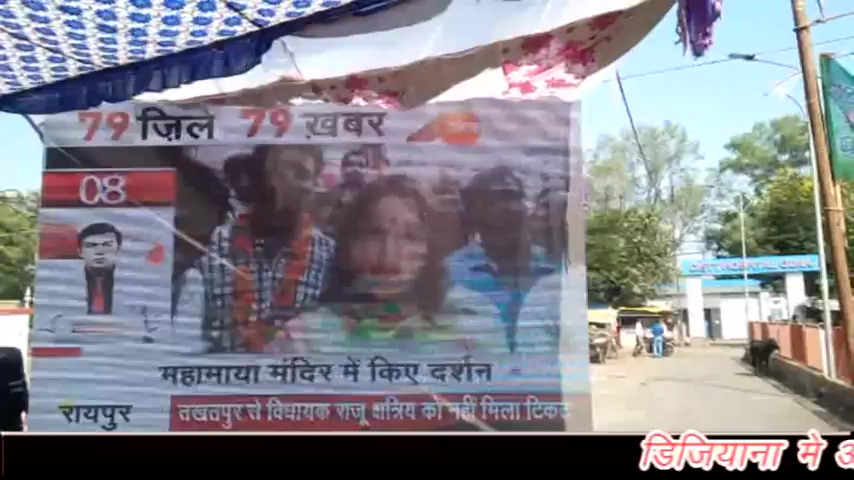 79 ज़िले 79 ख़बर
08
महामाया मंदिर में किए दर्शन
रायपुर
तखतपुर से विधायक राजू क्षत्रिय को नहीं मिला टिकट
डिजियाना मे